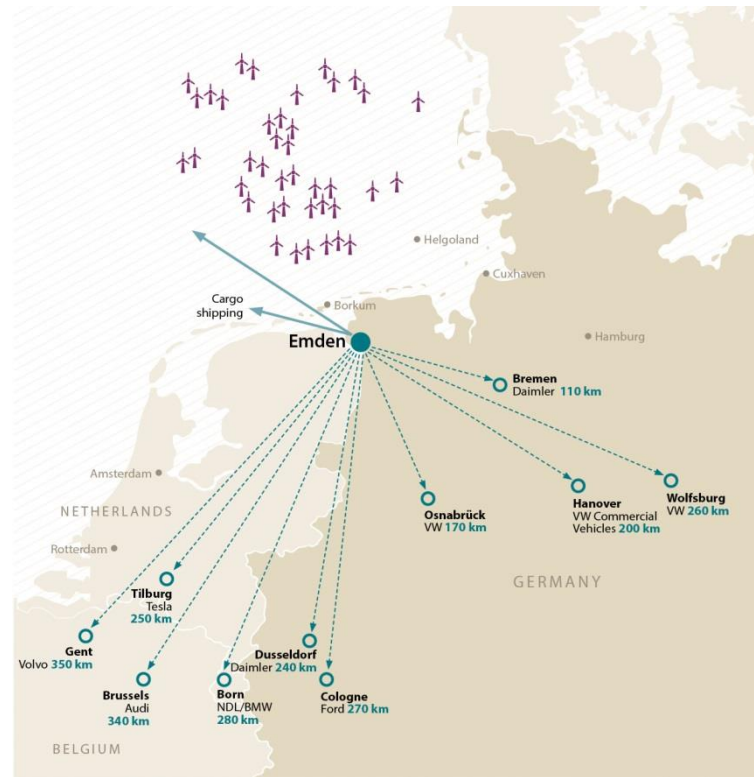 Helgoland
Cuxhaven
Borkum
Cargo
shipping
Emden
Hamburg
Bremen
Daimler 110 km
Amsterdam
NETHERLANDS
Rotterdam
Osnabrück
VW 170 km
Hanover
VW Commercial
Vehicles 200 km
Wolfsburg
VW 260 km
GERMANY
Tilburg
Tesla
250 km
Gent
Volvo 350 km
Dusseldorf
Daimler 240 km
Brussels
Audi
340 km
Born
NDL/BMW
280 km
Cologne
Ford 270 km
BELGIUM